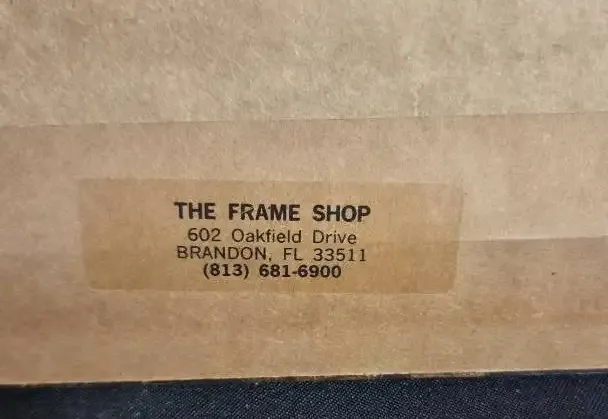 THE FRAME SHOP
602 Oakfield Drive
BRANDON, FL 33511
(813) 681-6900